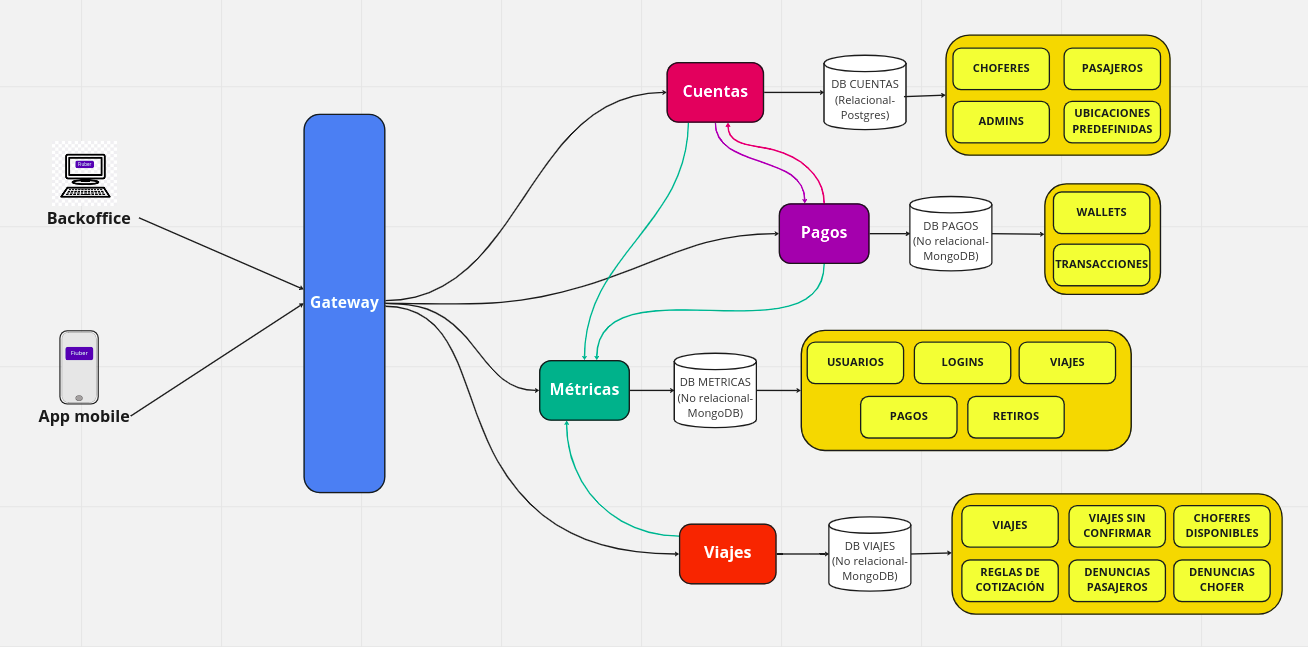 Fiuber
Backoffice
Fiuber
App mobile
Gateway
Cuentas
DB CUENTAS
(Relacional-
Postgres)
CHOFERES
PASAJEROS
ADMINS
UBICACIONES
PREDEFINIDAS
Pagos
DB PAGOS
(No relacional-
MongoDB)
WALLETS
TRANSACCIONES
Métricas
DB METRICAS
(No relacional-
MongoDB)
USUARIOS
LOGINS
VIAJES
PAGOS
RETIROS
Viajes
DB VIAJES
(No relacional-
MongoDB)
VIAJES
VIAJES SIN
CONFIRMAR
CHOFERES
DISPONIBLES
REGLAS DE
COTIZACIÓN
DENUNCIAS
PASAJEROS
DENUNCIAS
CHOFER